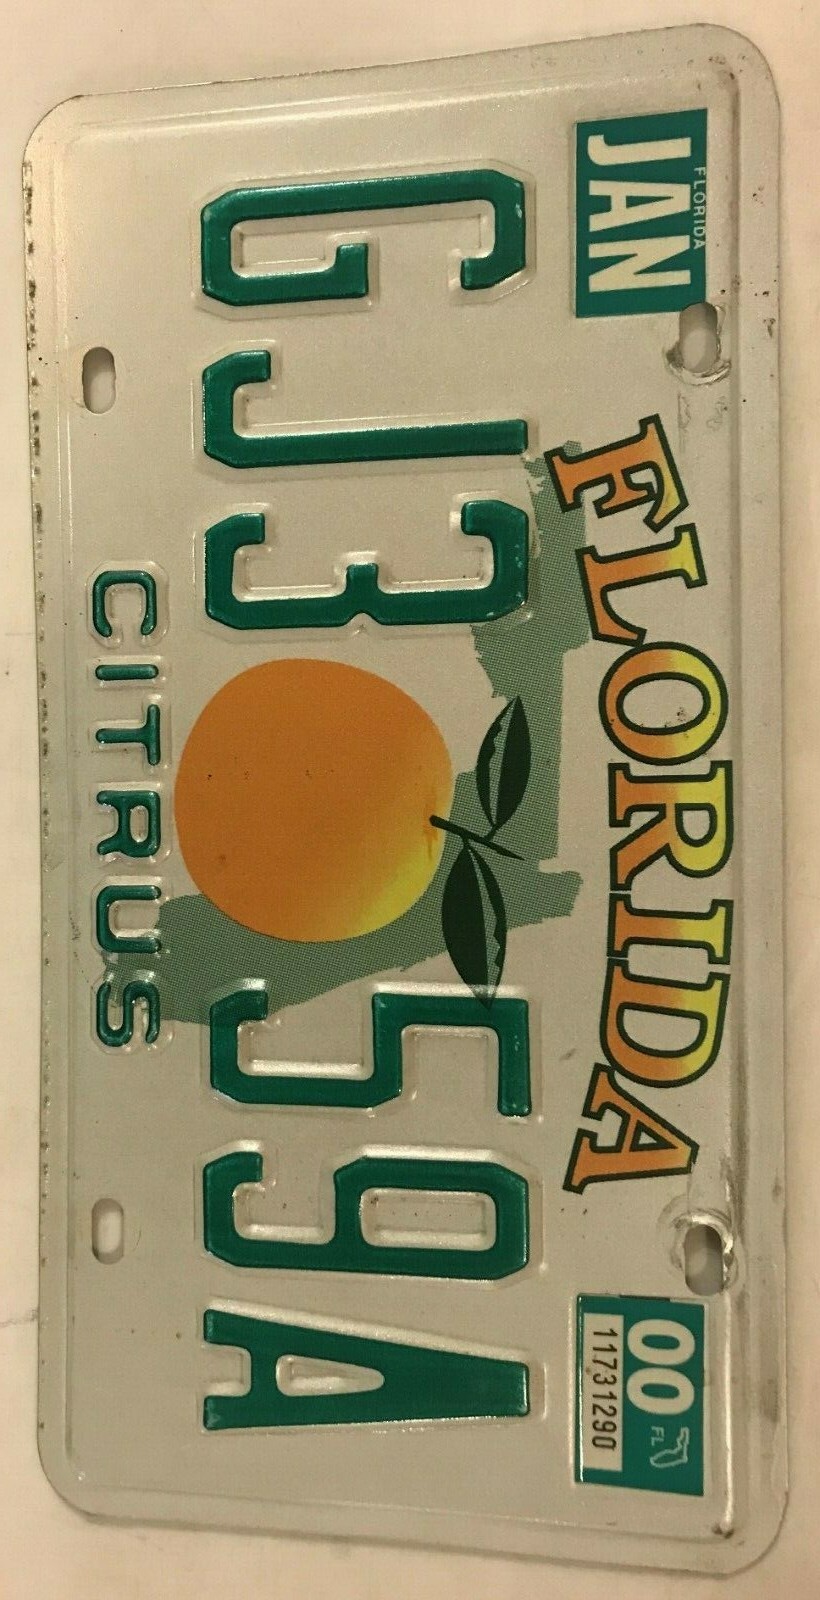 FLORIDA
JAN
FLORIDA
00 FL
11731290
GJ3 59A
CITRUS